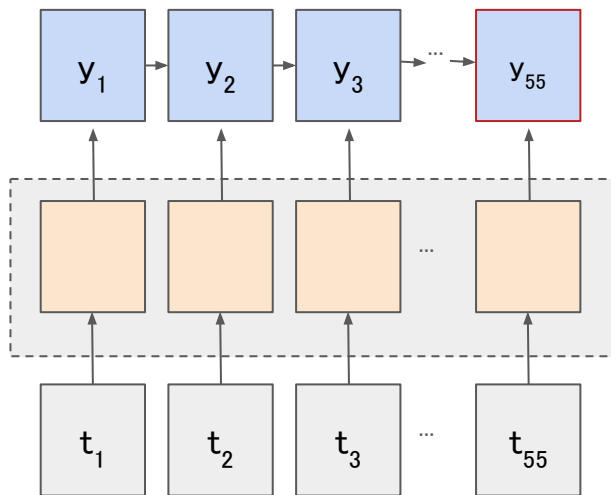 y₁ y₂ y₃ ... y₅₅
...
t₁ t₂ t₃ ... t₅₅